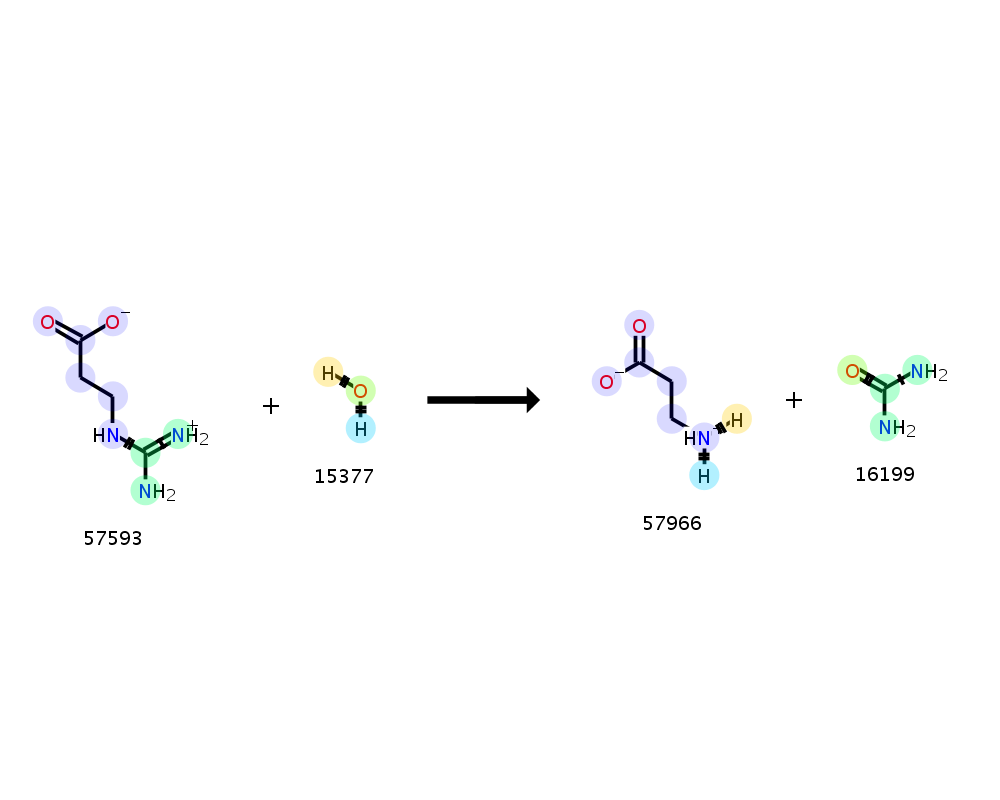 O O⁻
HN NH₂⁺
NH₂
57593
+
H O
H
15377
O
O⁻
HN H
H
57966
+
O NH₂
NH₂
16199